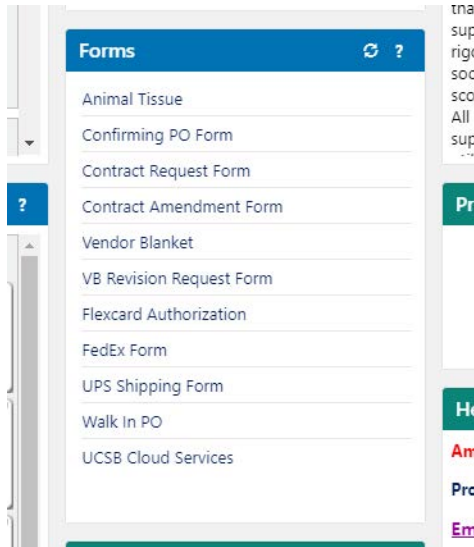 Forms ?
Animal Tissue
Confirming PO Form
Contract Request Form
Contract Amendment Form
Vendor Blanket
VB Revision Request Form
Flexcard Authorization
FedEx Form
UPS Shipping Form
Walk In PO
UCSB Cloud Services
?